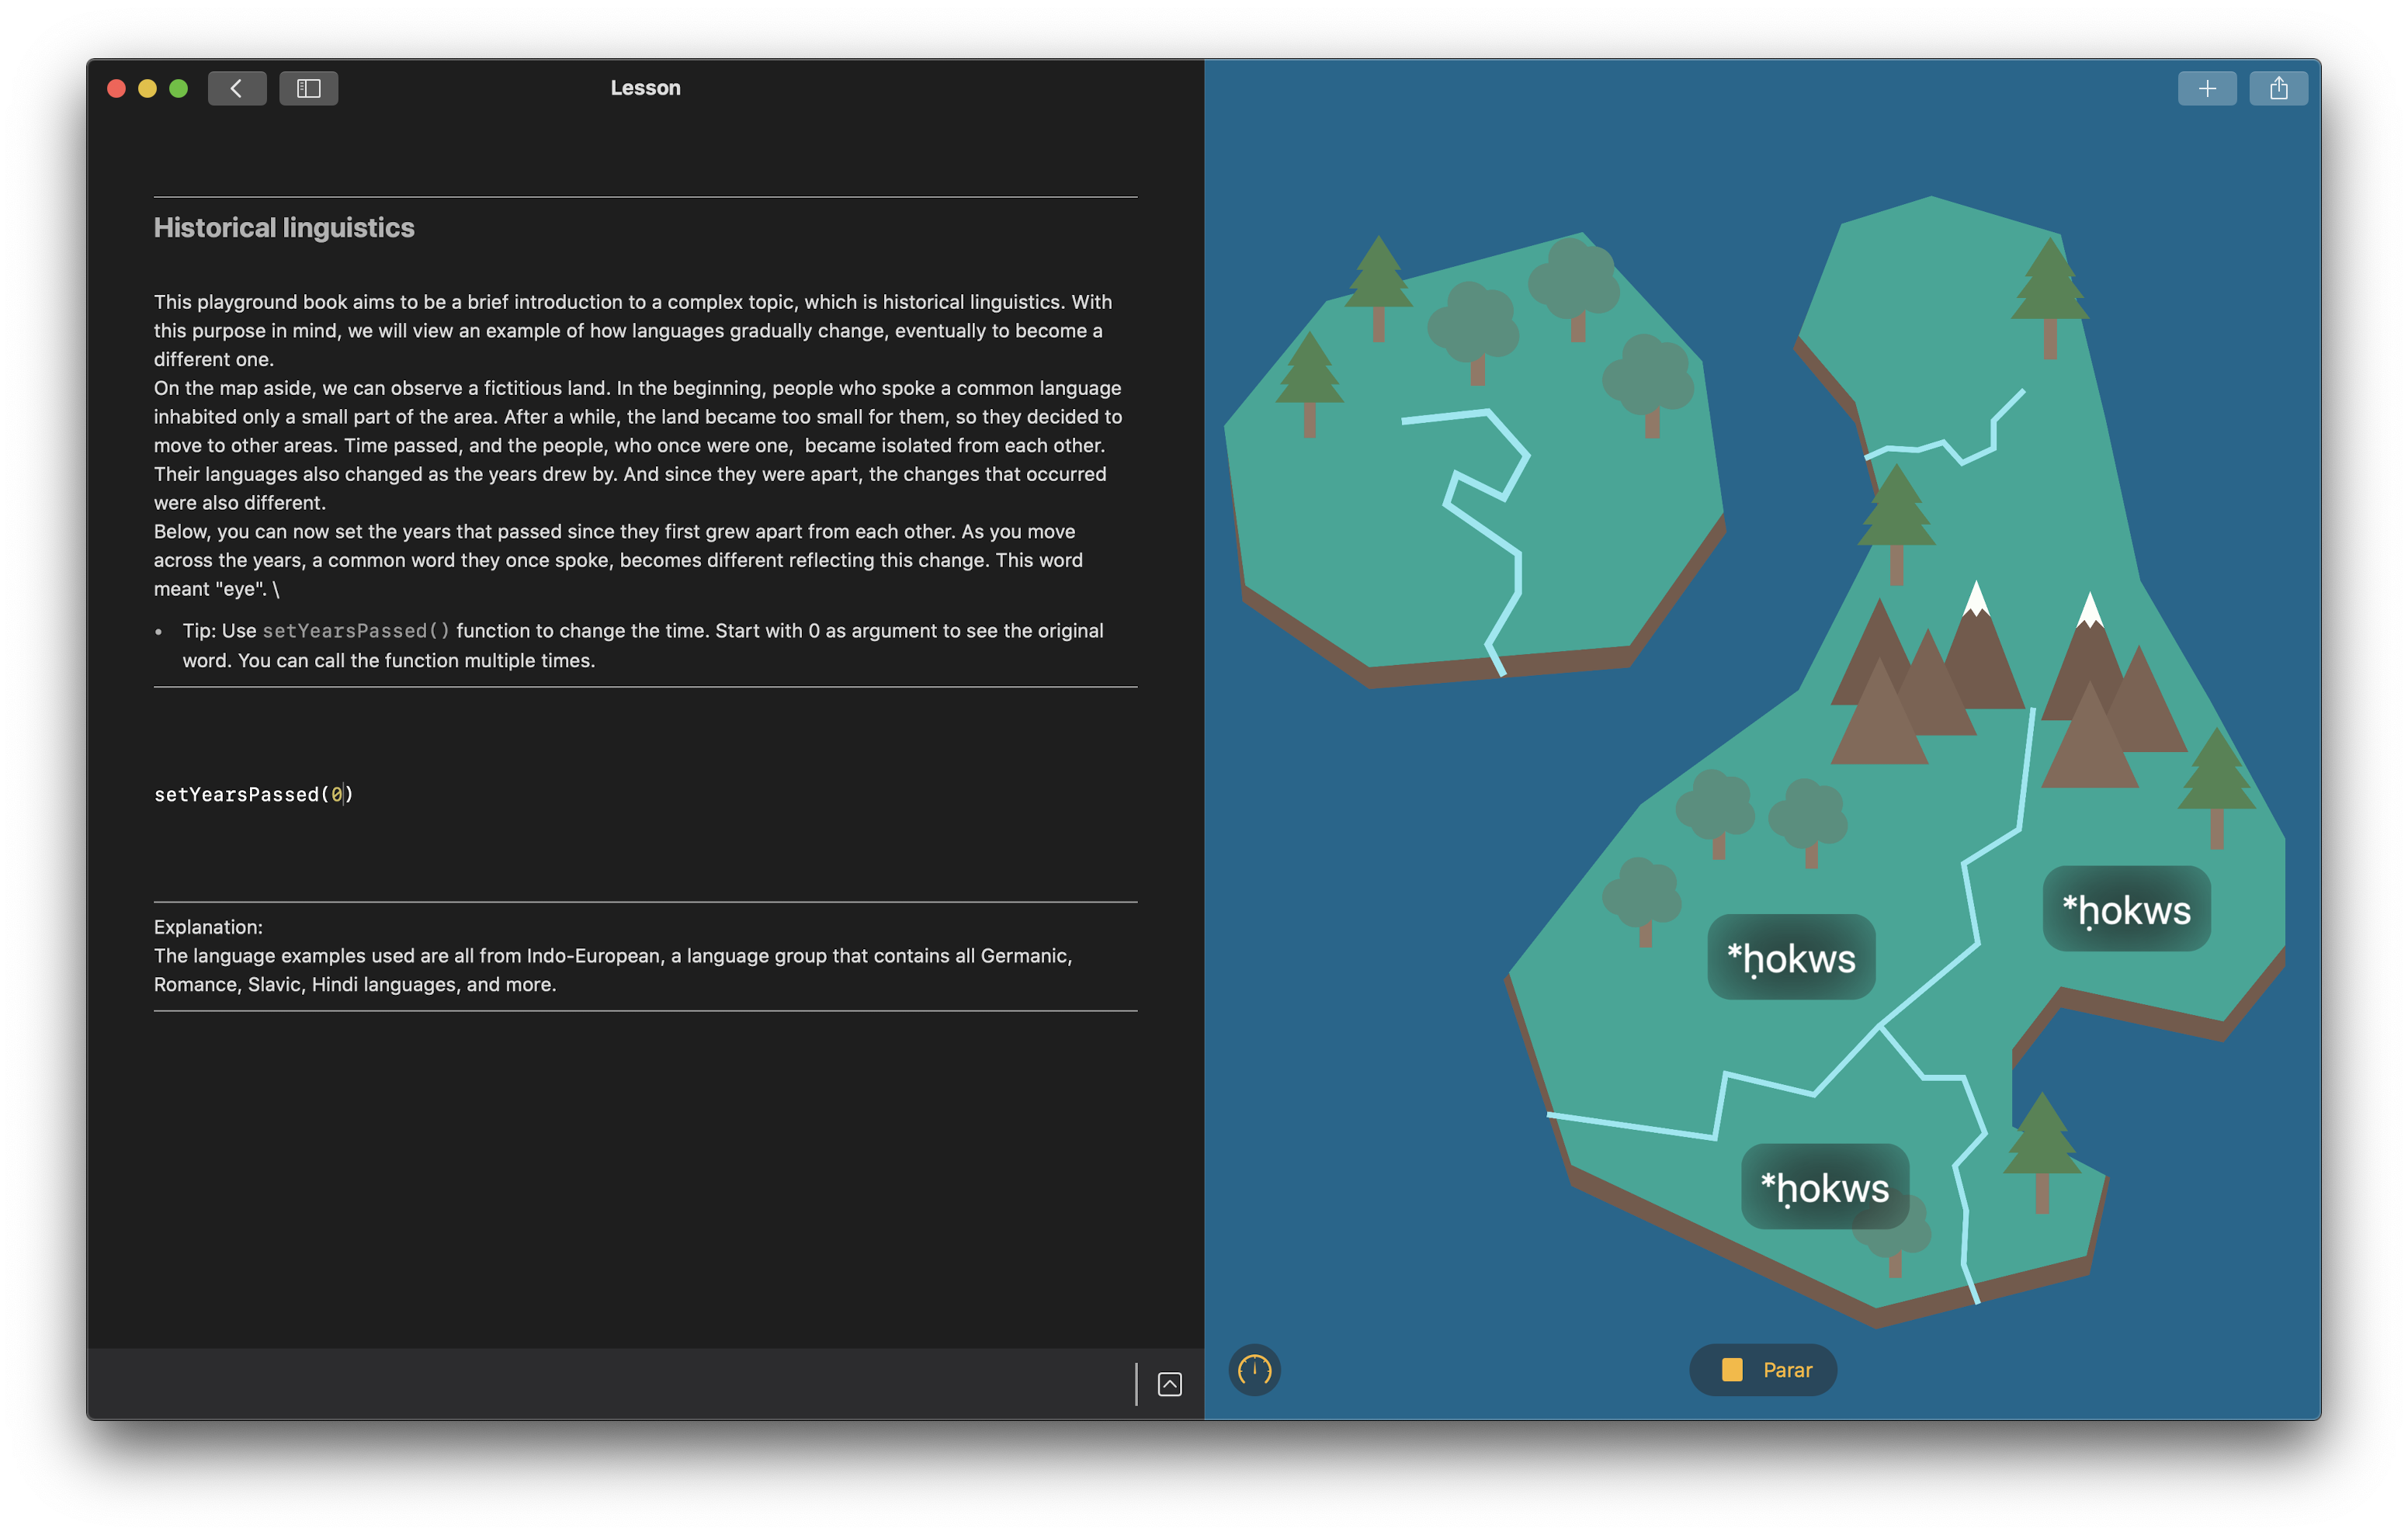 Lesson
Historical linguistics
This playground book aims to be a brief introduction to a complex topic, which is historical linguistics. With
this purpose in mind, we will view an example of how languages gradually change, eventually to become a
different one.
On the map aside, we can observe a fictitious land. In the beginning, people who spoke a common language
inhabited only a small part of the area. After a while, the land became too small for them, so they decided to
move to other areas. Time passed, and the people, who once were one,  became isolated from each other.
Their languages also changed as the years drew by. And since they were apart, the changes that occurred
were also different.
Below, you can now set the years that passed since they first grew apart from each other. As you move
across the years, a common word they once spoke, becomes different reflecting this change. This word
meant "eye". \
• Tip: Use setYearsPassed() function to change the time. Start with 0 as argument to see the original
word. You can call the function multiple times.
setYearsPassed(0)
Explanation:
The language examples used are all from Indo-European, a language group that contains all Germanic,
Romance, Slavic, Hindi languages, and more.
*ḥokws
*ḥokws
*ḥokws
Parar